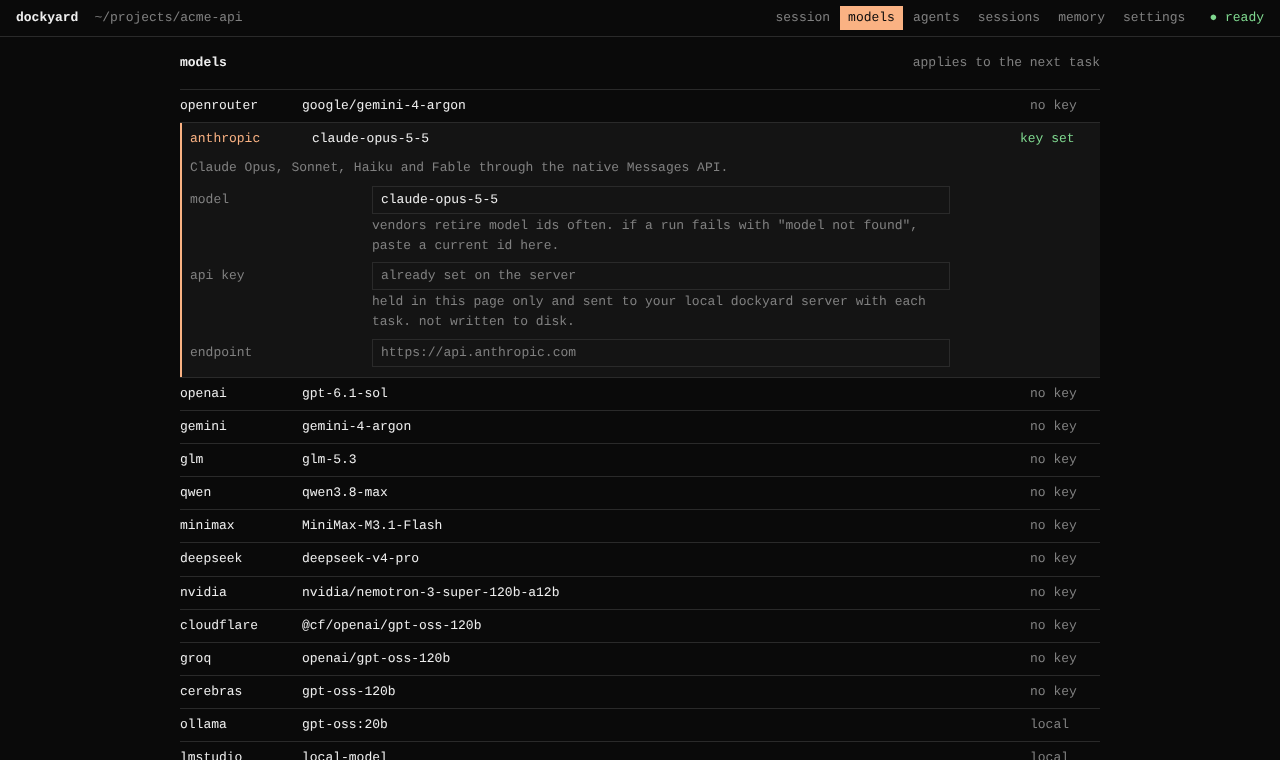 dockyard ~/projects/acme-api session models agents sessions memory settings ● ready
models applies to the next task
openrouter google/gemini-4-argon no key
anthropic claude-opus-5-5 key set
Claude Opus, Sonnet, Haiku and Fable through the native Messages API.
model claude-opus-5-5
vendors retire model ids often. if a run fails with "model not found",
paste a current id here.
api key already set on the server
held in this page only and sent to your local dockyard server with each
task. not written to disk.
endpoint https://api.anthropic.com
openai gpt-6.1-sol no key
gemini gemini-4-argon no key
glm glm-5.3 no key
qwen qwen3.8-max no key
minimax MiniMax-M3.1-Flash no key
deepseek deepseek-v4-pro no key
nvidia nvidia/nemotron-3-super-120b-a12b no key
cloudflare @cf/openai/gpt-oss-120b no key
groq openai/gpt-oss-120b no key
cerebras gpt-oss-120b no key
ollama gpt-oss:20b local
lmstudio local-model local